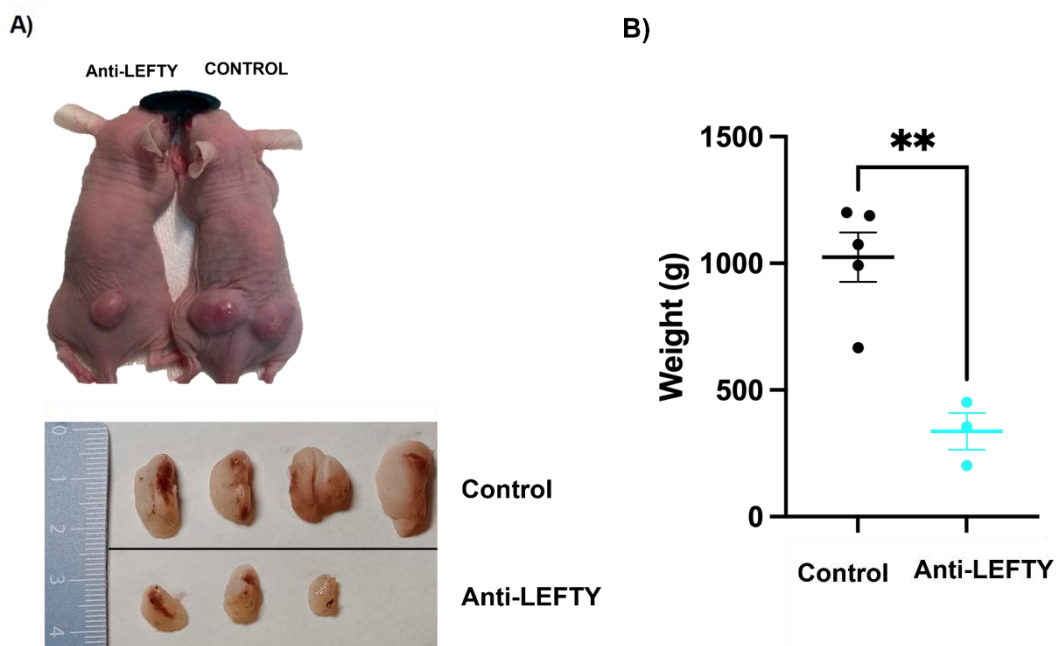 A)
Anti-LEFTY CONTROL
0
1
2
3
4
Control
Anti-LEFTY
B)
**
1500
1000
500
0
Weight (g)
Control Anti-LEFTY